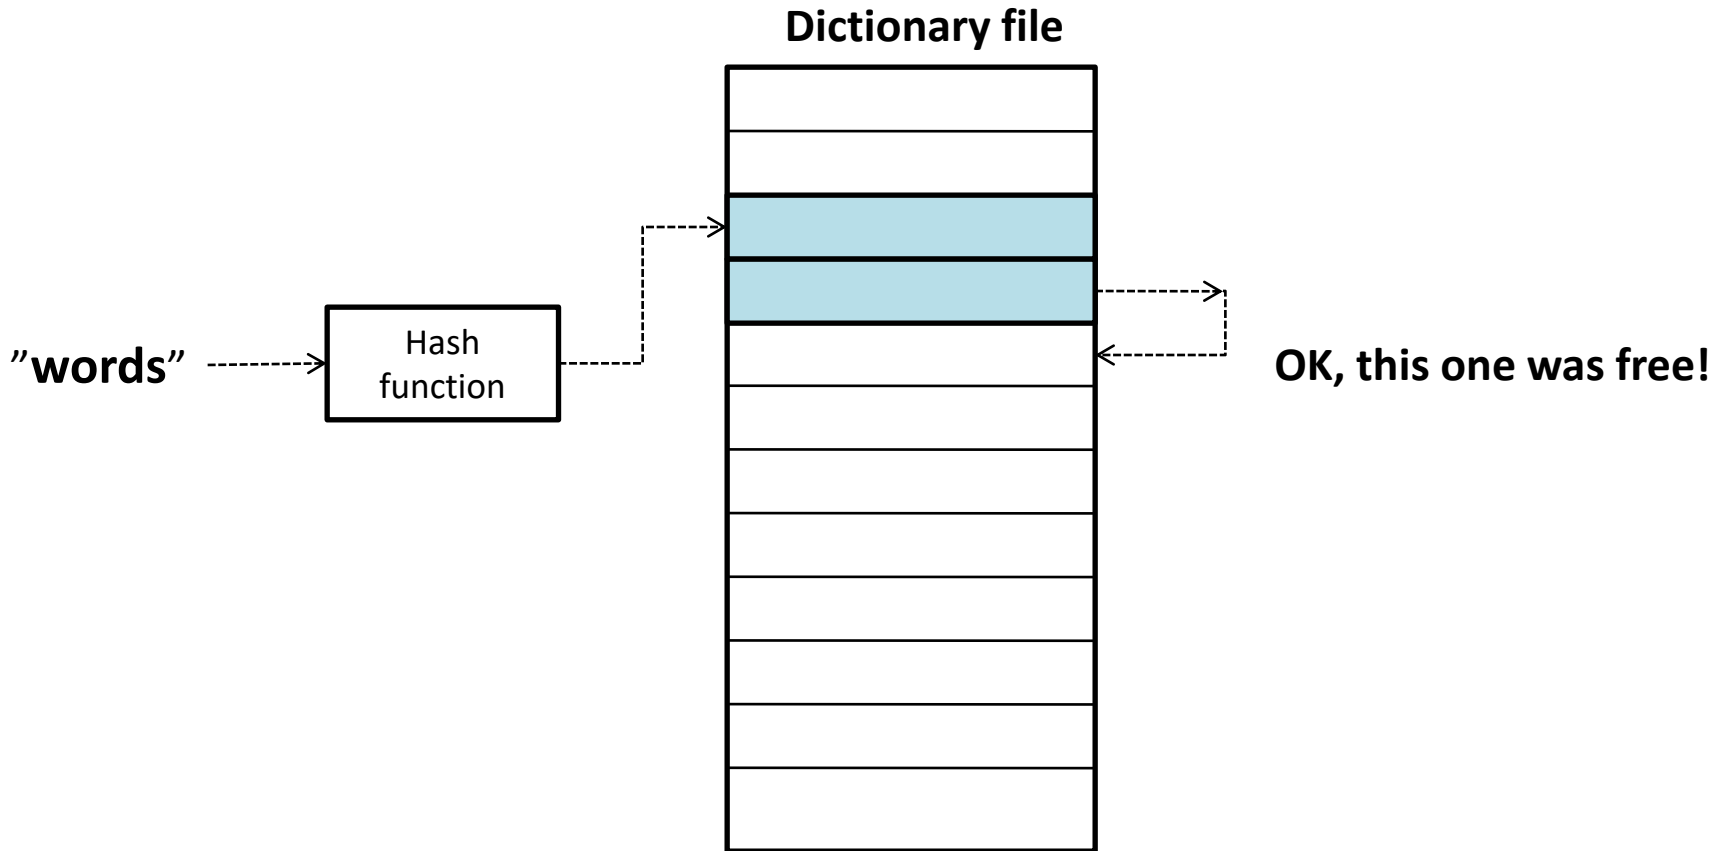 Dictionary file
”words”
Hash
function
OK, this one was free!